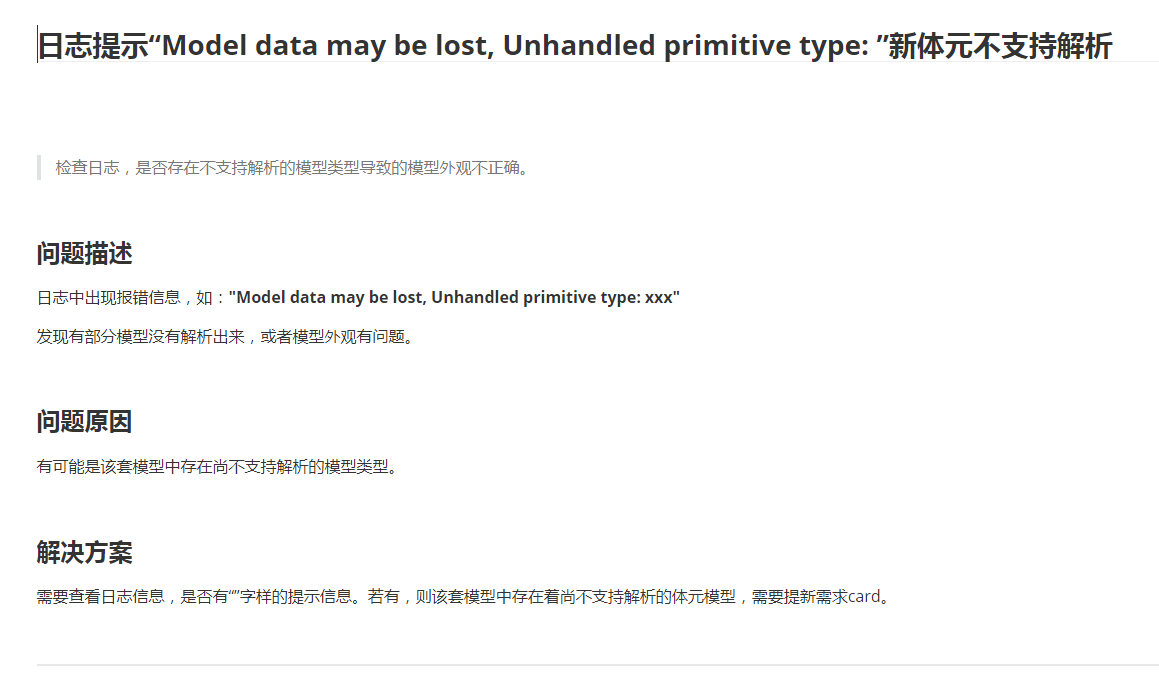 日志提示“Model data may be lost, Unhandled primitive type: ”新体元不支持解析
检查日志，是否存在不支持解析的模型类型导致的模型外观不正确。
问题描述
日志中出现报错信息，如："Model data may be lost, Unhandled primitive type: xxx"
发现有部分模型没有解析出来，或者模型外观有问题。
问题原因
有可能是该套模型中存在尚不支持解析的模型类型。
解决方案
需要查看日志信息，是否有“”字样的提示信息。若有，则该套模型中存在着尚不支持解析的体元模型，需要提新需求card。